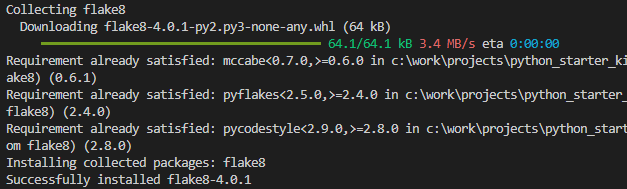 Collecting flake8
Downloading flake8-4.0.1-py2.py3-none-any.whl (64 kB)
64.1/64.1 kB 3.4 MB/s eta 0:00:00
Requirement already satisfied: mccabe<0.7.0,>=0.6.0 in c:\work\projects\python_starter_ki
ake8) (0.6.1)
Requirement already satisfied: pyflakes<2.5.0,>=2.4.0 in c:\work\projects\python_starter_
flake8) (2.4.0)
Requirement already satisfied: pycodestyle<2.9.0,>=2.8.0 in c:\work\projects\python_start
om flake8) (2.8.0)
Installing collected packages: flake8
Successfully installed flake8-4.0.1